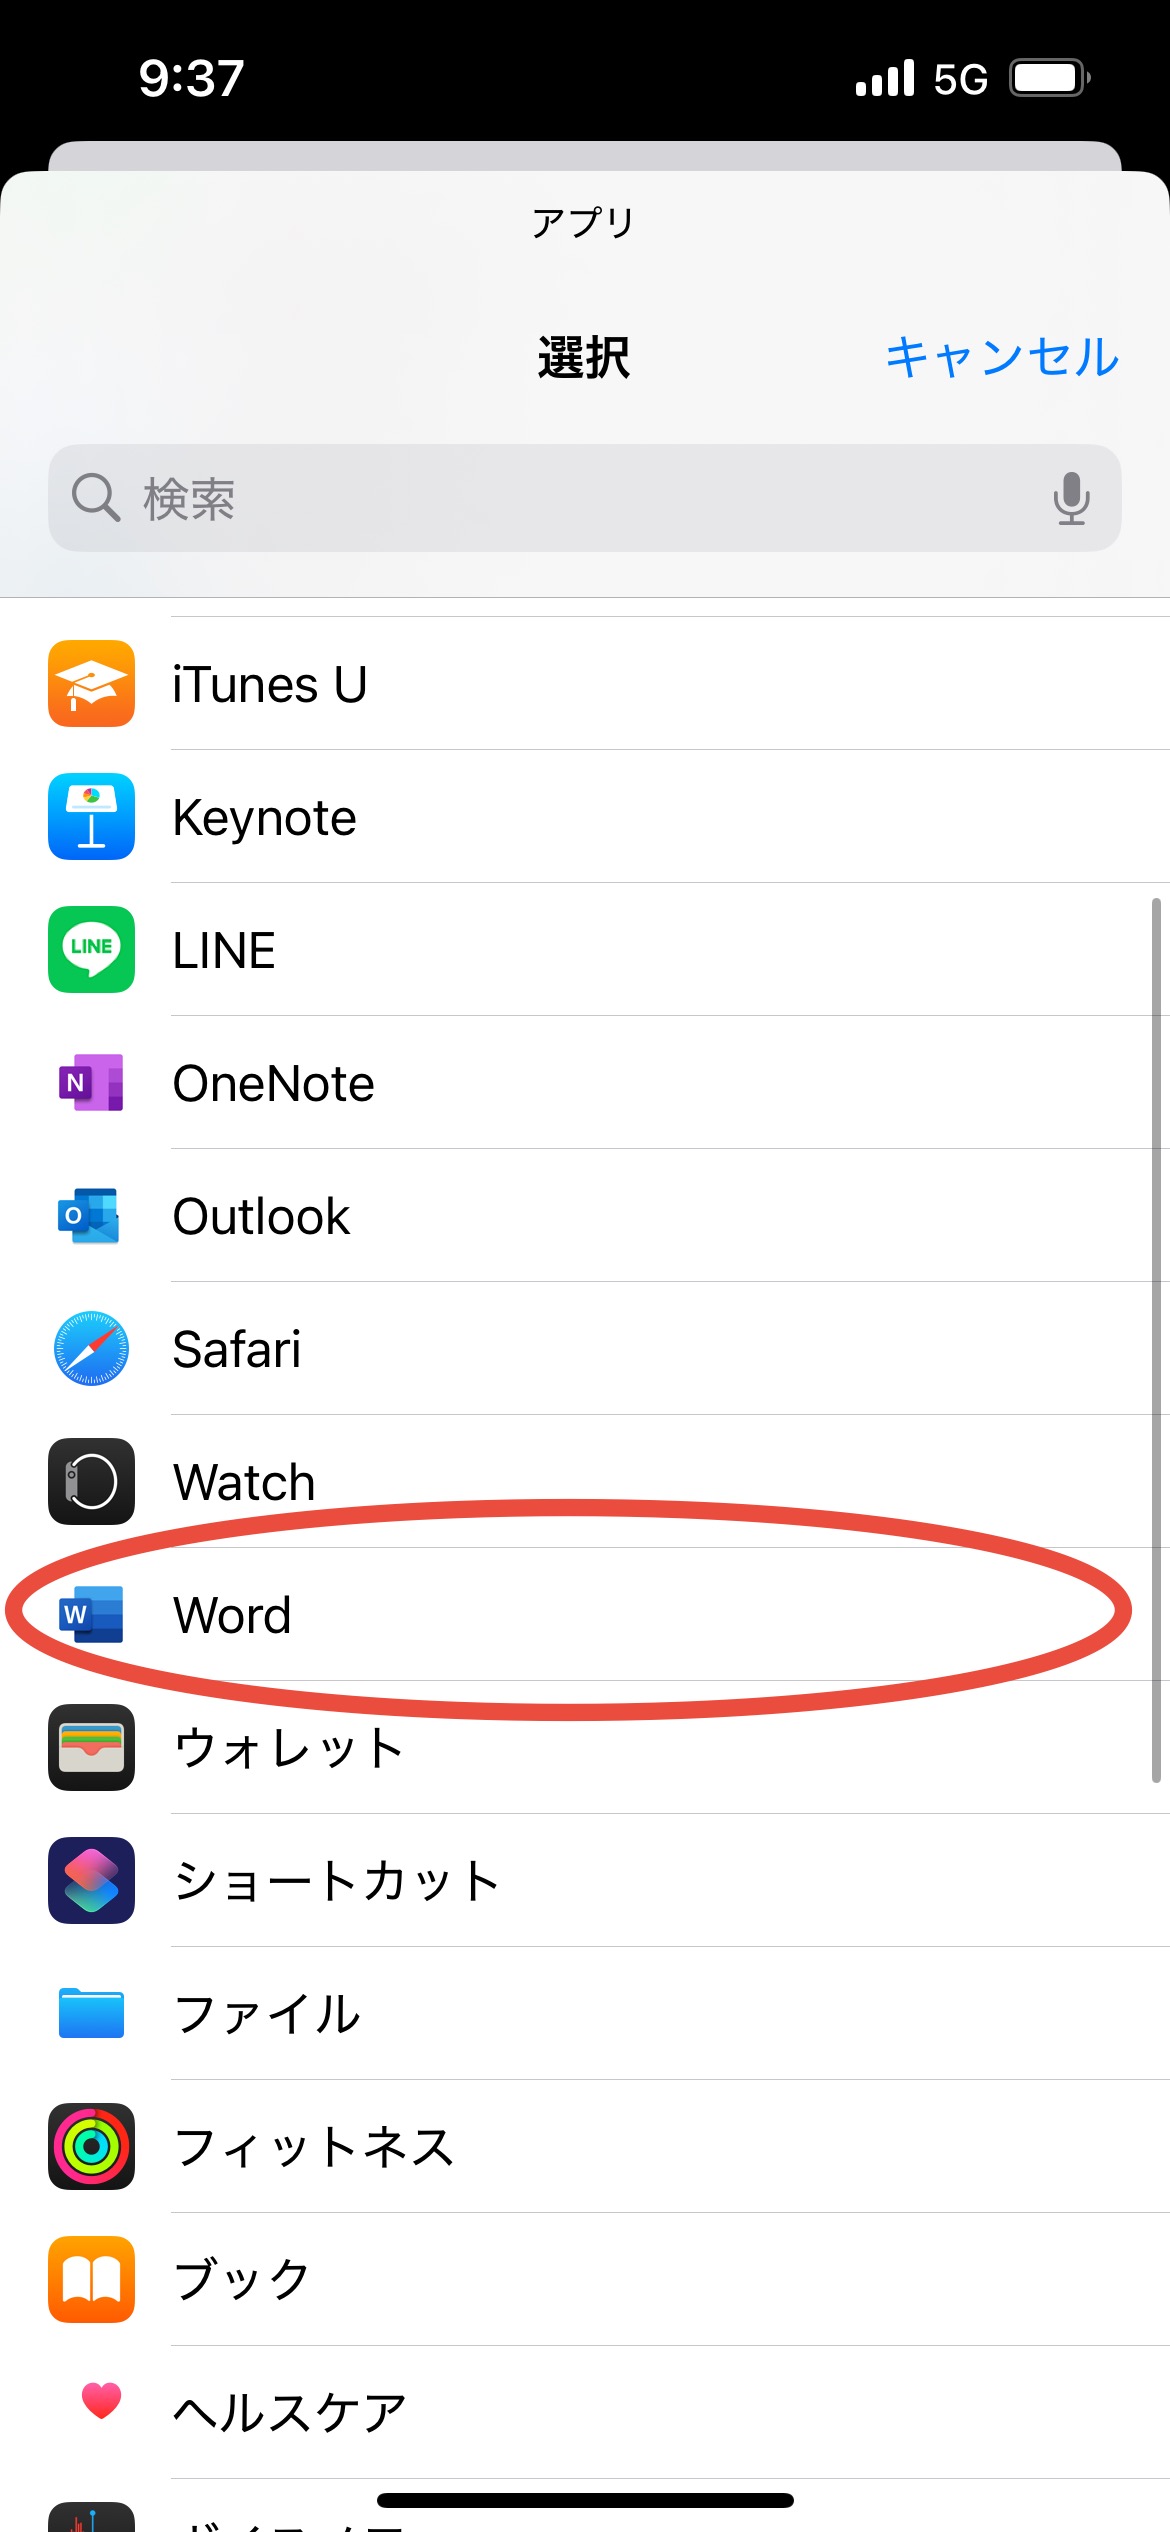 9:37
5G
アプリ
選択
キャンセル
検索
iTunes U
Keynote
LINE
LINE
N
OneNote
O
Outlook
Safari
Watch
W
Word
ウォレット
ショートカット
ファイル
フィットネス
ブック
ヘルスケア